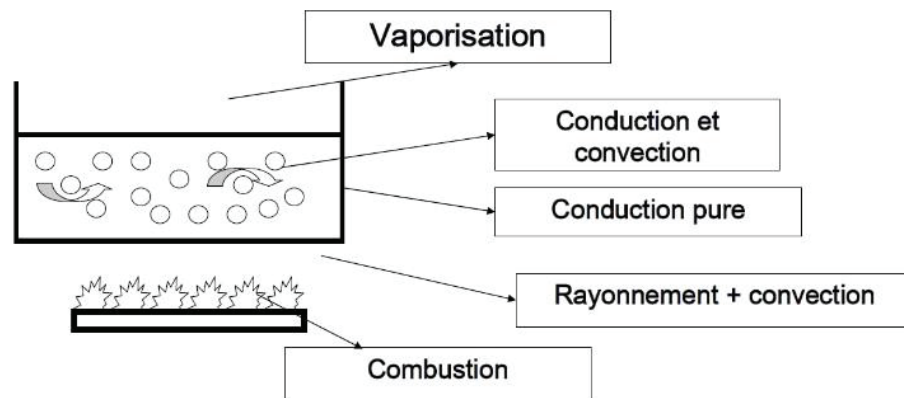 Vaporisation
Conduction et
convection
Conduction pure
Rayonnement + convection
Combustion